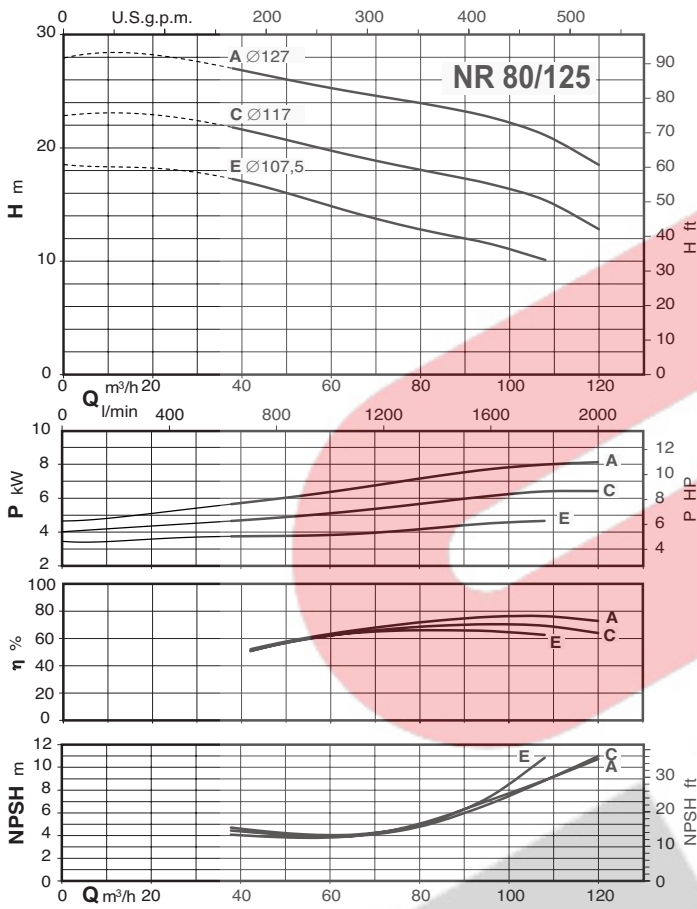 0 U.S.g.p.m. 200 300 400 500
30 20 10 0
H m
A Ø127
C Ø117
E Ø107,5
NR 80/125
90 80 70 60 50 40 30 20 10 0
H ft
0 Q m³/h 20 40 60 80 100 120
0 l/min 400 800 1200 1600 2000
10 8 6 4 2
P kW
A
C
E
12 10 8 6 4
P HP
100 80 60 40 20 0
η %
A
C
E
12 10 8 6 4 2 0
NPSH m
E
C
A
30 20 10 0
NPSH ft
0 Q m³/h 20 40 60 80 100 120